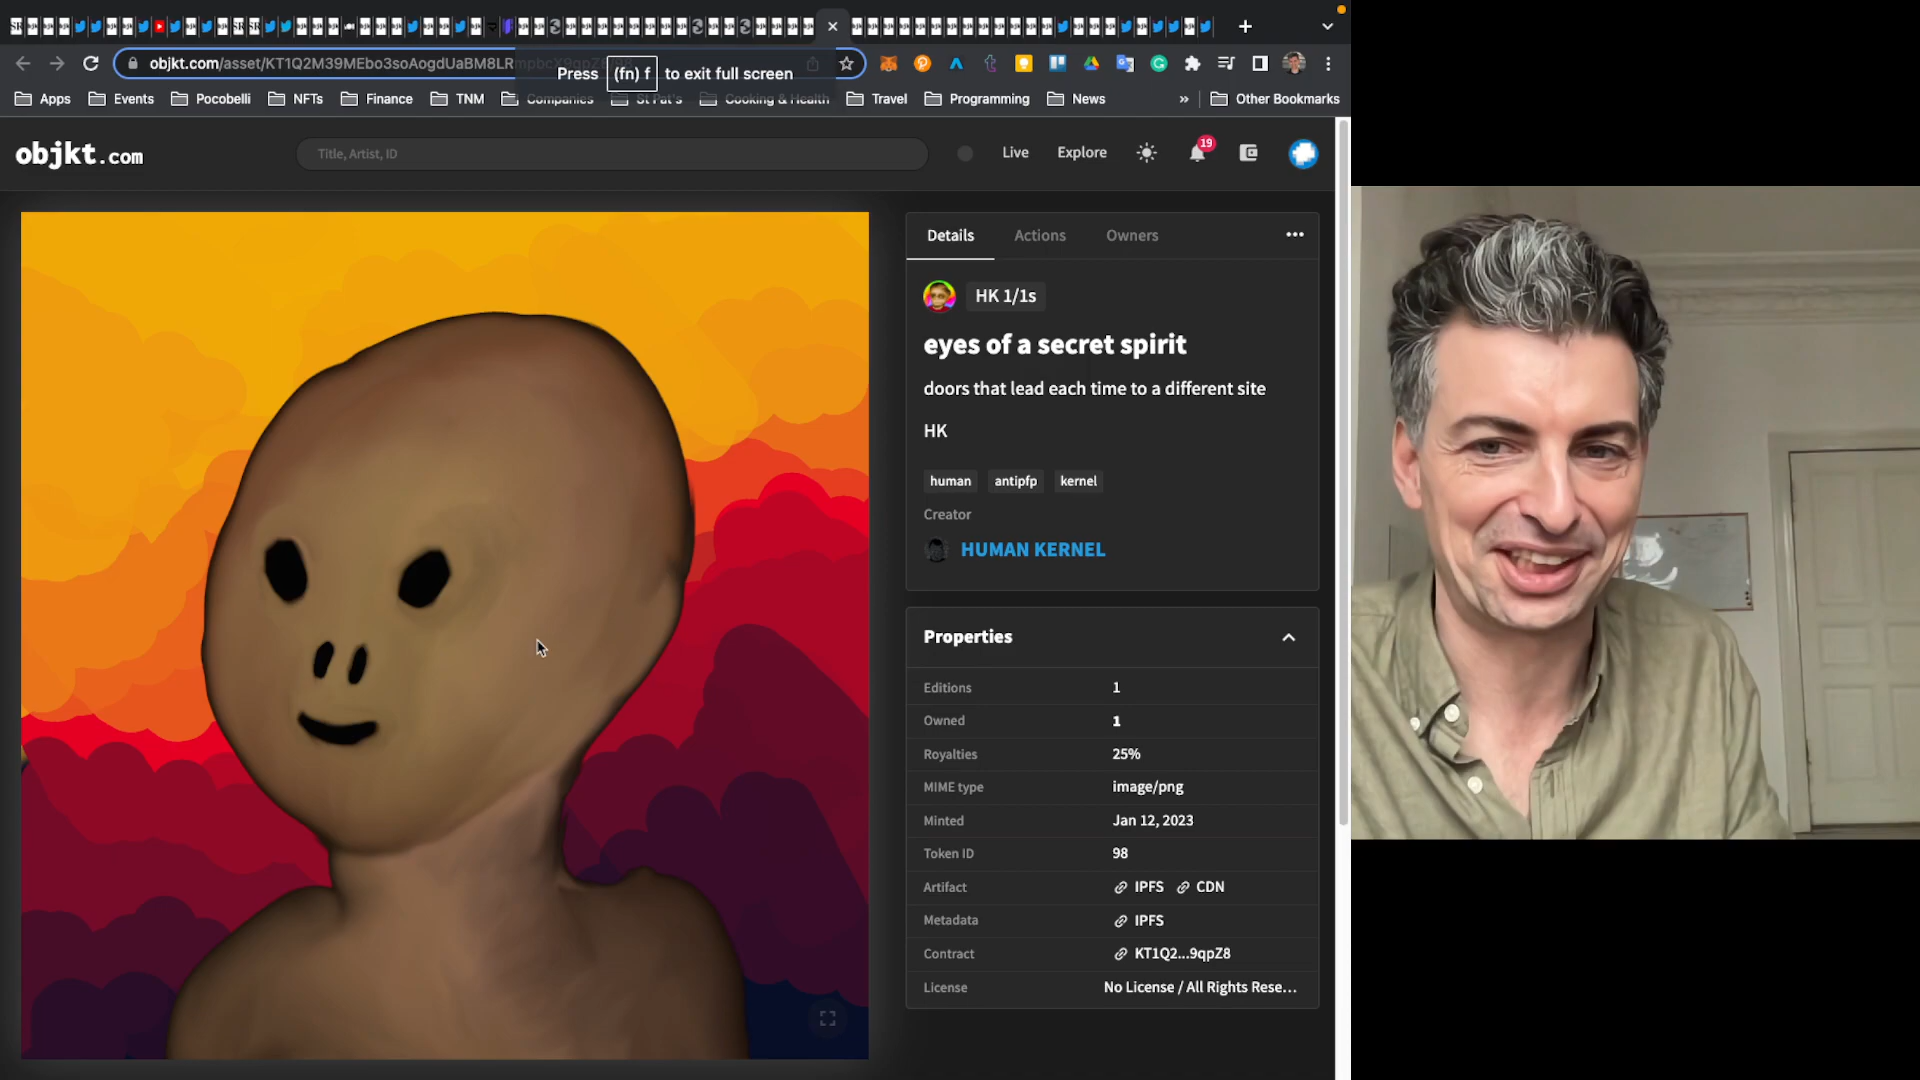 objkt.com/asset/KT1Q2M39MEbo3soAogdUaBM8LR
Press (fn) f to exit full screen
Apps Events Pocobelli NFTs Finance TNM Companies St Pat's Cooking & Health Travel Programming News » Other Bookmarks
objkt.com
Title, Artist, ID
Live Explore 19
Details Actions Owners
HK 1/1s
eyes of a secret spirit
doors that lead each time to a different site
HK
human antipfp kernel
Creator
HUMAN KERNEL
Properties
Editions 1
Owned 1
Royalties 25%
MIME type image/png
Minted Jan 12, 2023
Token ID 98
Artifact IPFS CDN
Metadata IPFS
Contract KT1Q2...9qpZ8
License No License / All Rights Rese...